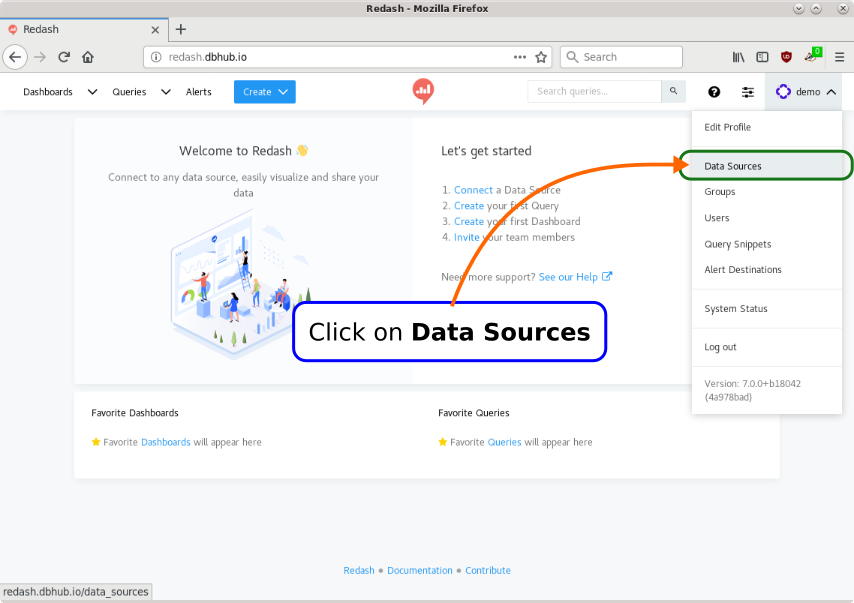 Redash - Mozilla Firefox
Redash
redash.dbhub.io
Search
0
Dashboards Queries Alerts Create Search queries... demo
Edit Profile
Data Sources
Groups
Users
Query Snippets
Alert Destinations
System Status
Log out
Version: 7.0.0+b18042
(4a978bad)
Welcome to Redash 👋
Connect to any data source, easily visualize and share your
data
Let's get started
1. Connect a Data Source
2. Create your first Query
3. Create your first Dashboard
4. Invite your team members
Need more support? See our Help
Click on Data Sources
Favorite Dashboards
Favorite Dashboards will appear here
Favorite Queries
Favorite Queries will appear here
Redash • Documentation • Contribute
redash.dbhub.io/data_sources